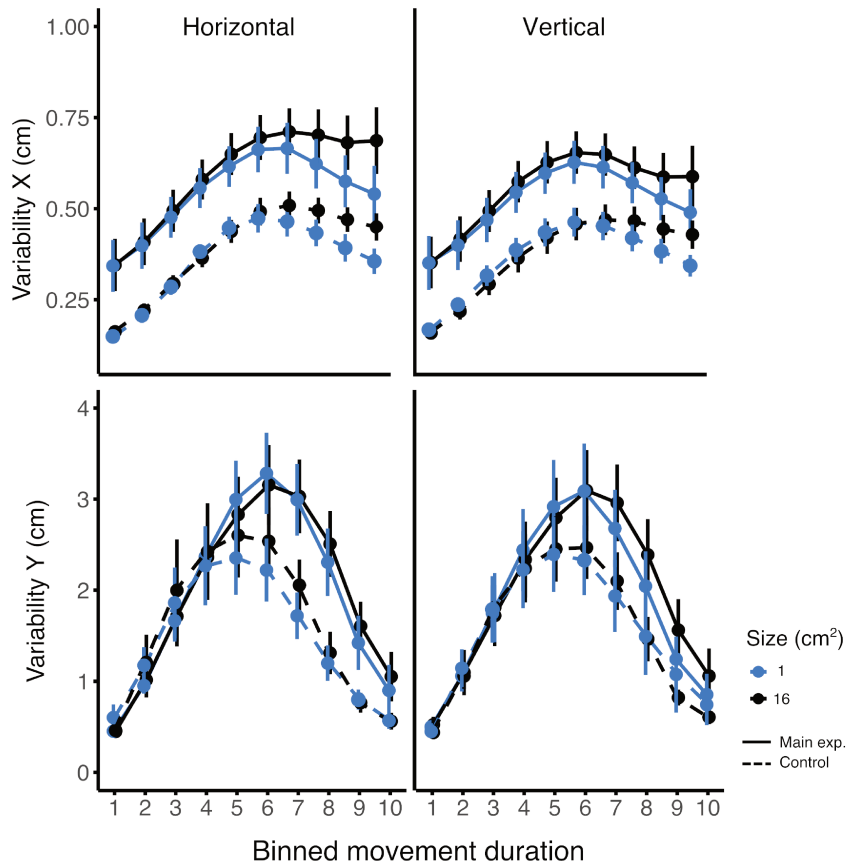 Horizontal
Vertical
Variability X (cm)
1.00
0.75
0.50
0.25
Variability Y (cm)
4
3
2
1
0
1 2 3 4 5 6 7 8 9 10
1 2 3 4 5 6 7 8 9 10
Binned movement duration
Size (cm²)
1
16
Main exp.
Control